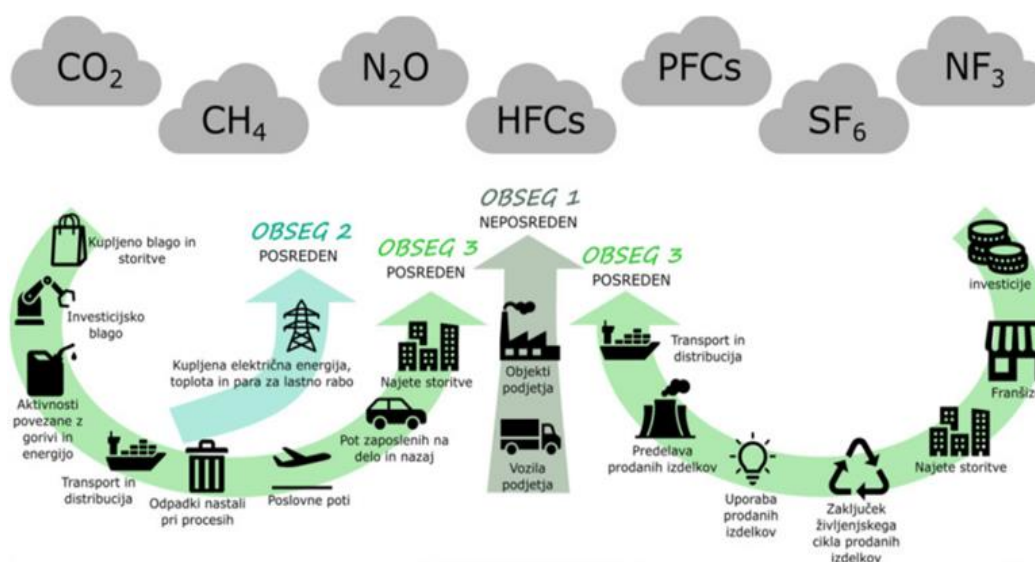 CO₂
CH₄
N₂O
HFCs
PFCs
SF₆
NF₃
OBSEG 1
NEPOSREDEN
OBSEG 2
POSREDEN
OBSEG 3
POSREDEN
OBSEG 3
POSREDEN
Kupljeno blago in
storitve
Investicijsko
blago
Aktivnosti
povezane z
gorivi in
energijo
Transport in
distribucija
Odpadki nastali
pri procesih
Poslovne poti
Pot zaposlenih na
delo in nazaj
Najete storitve
Kupljena električna energija,
toplota in para za lastno rabo
Objekti
podjetja
Vozila
podjetja
Transport in
distribucija
Predelava
prodanih izdelkov
Uporaba
prodanih
izdelkov
Zaključek
življenjskega
cikla prodanih
izdelkov
Najete storitve
Franšiz
investicije